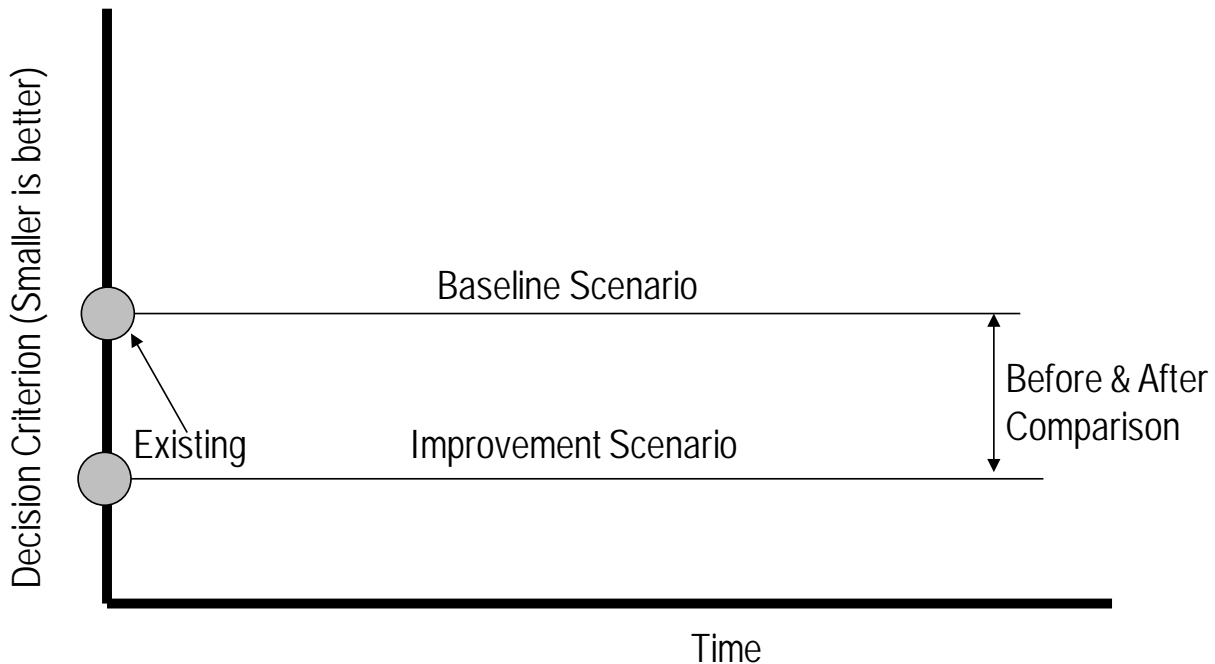 Decision Criterion (Smaller is better)
Baseline Scenario
Before & After
Comparison
Existing
Improvement Scenario
Time